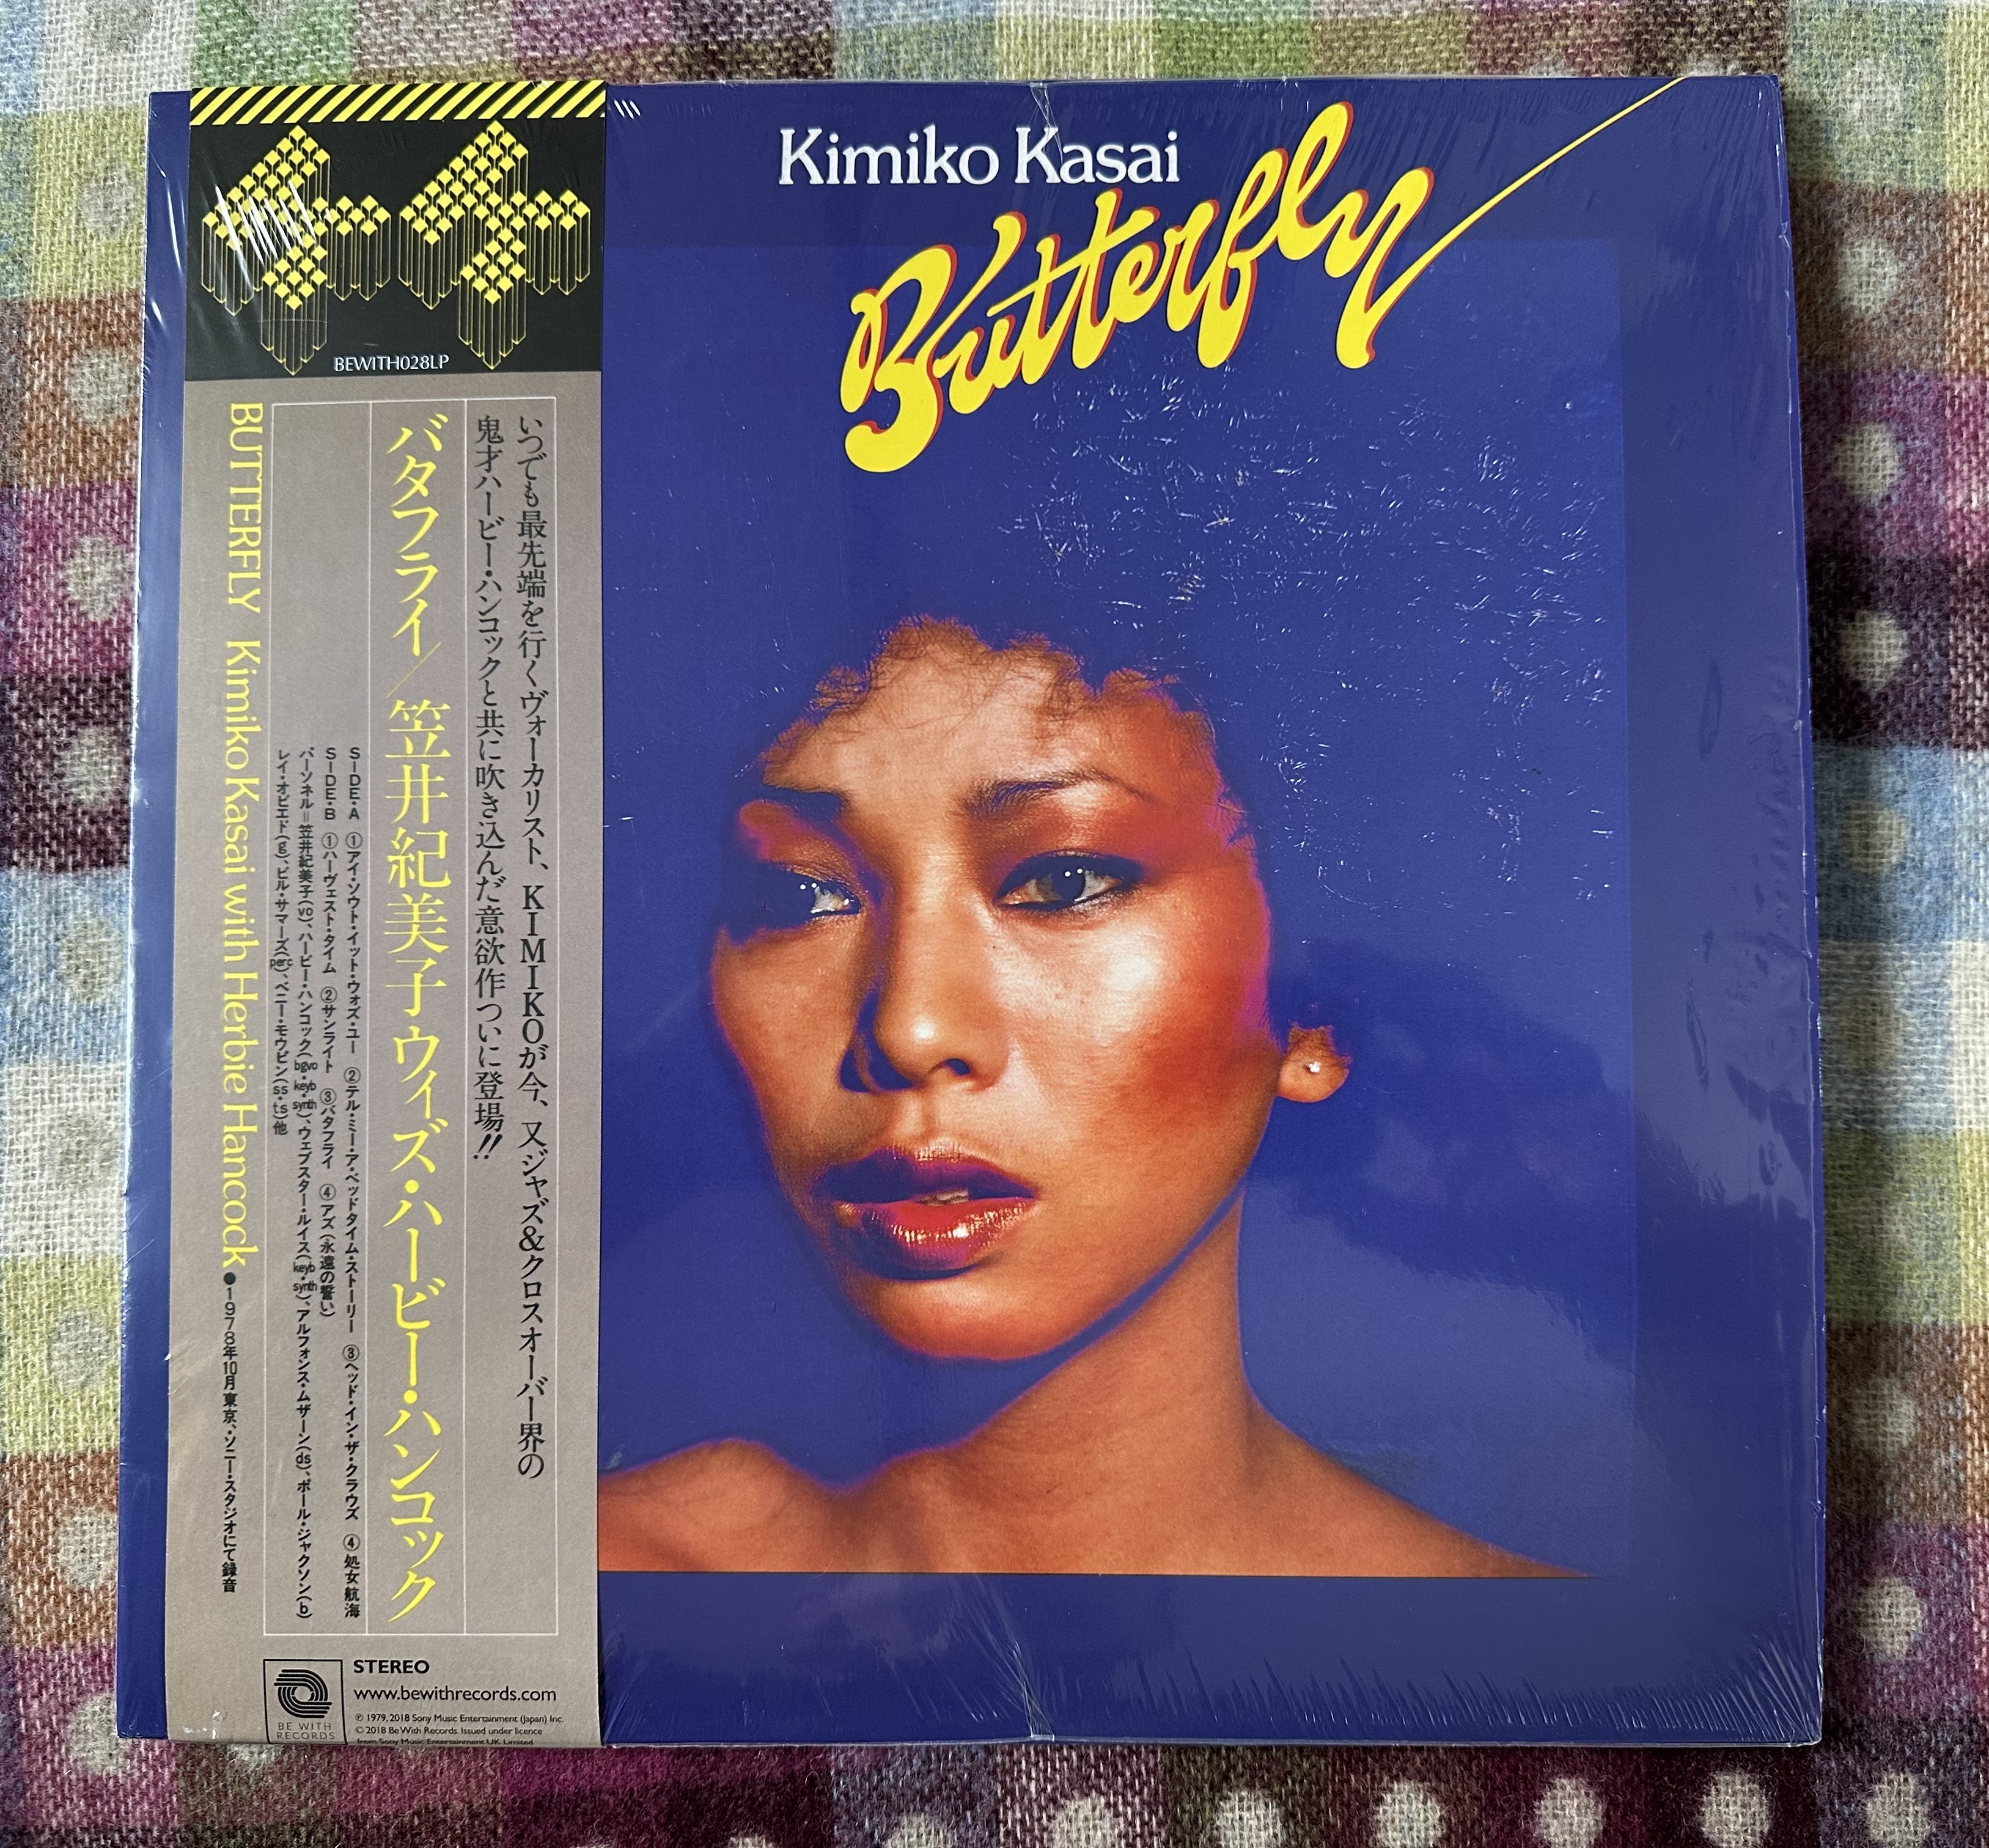 Kimiko Kasai
Butterfly
BEWITH028LP
いつでも最先端を行くヴォーカリスト、KIMIKOが今、又ジャズ&クロスオーバー界の
鬼才ハービー・ハンコックと共に吹き込んだ意欲作ついに登場!!
バタフライ/笠井紀美子ウィズ・ハービー・ハンコック
SIDE・A ①アイ・ソウト・イット・ウォズ・ユー ②テル・ミー・ア・ベッドタイム・ストーリー ③ヘッド・イン・ザ・クラウズ ④処女航海
SIDE・B ①ハーヴェスト・タイム ②サンライト ③バタフライ ④アズ(永遠の誓い)
パーソネル=笠井紀美子(vo)、ハービー・ハンコック(bgvo・keyb・synth)、ウェブスター・ルイス(keyb・synth)、アルフォンス・ムザーン(ds)、ポール・ジャクソン(b)
レイ・オビエド(g)、ビル・サマーズ(perc)、ベニー・モウピン(ss・ts)他
BUTTERFLY Kimiko Kasai with Herbie Hancock ●1978年10月東京、ソニー・スタジオにて録音
BE WITH
RECORDS
STEREO
www.bewithrecords.com
℗ 1979, 2018 Sony Music Entertainment (Japan) Inc.
© 2018 Be With Records. Issued under licence
from Sony Music Entertainment UK Limited